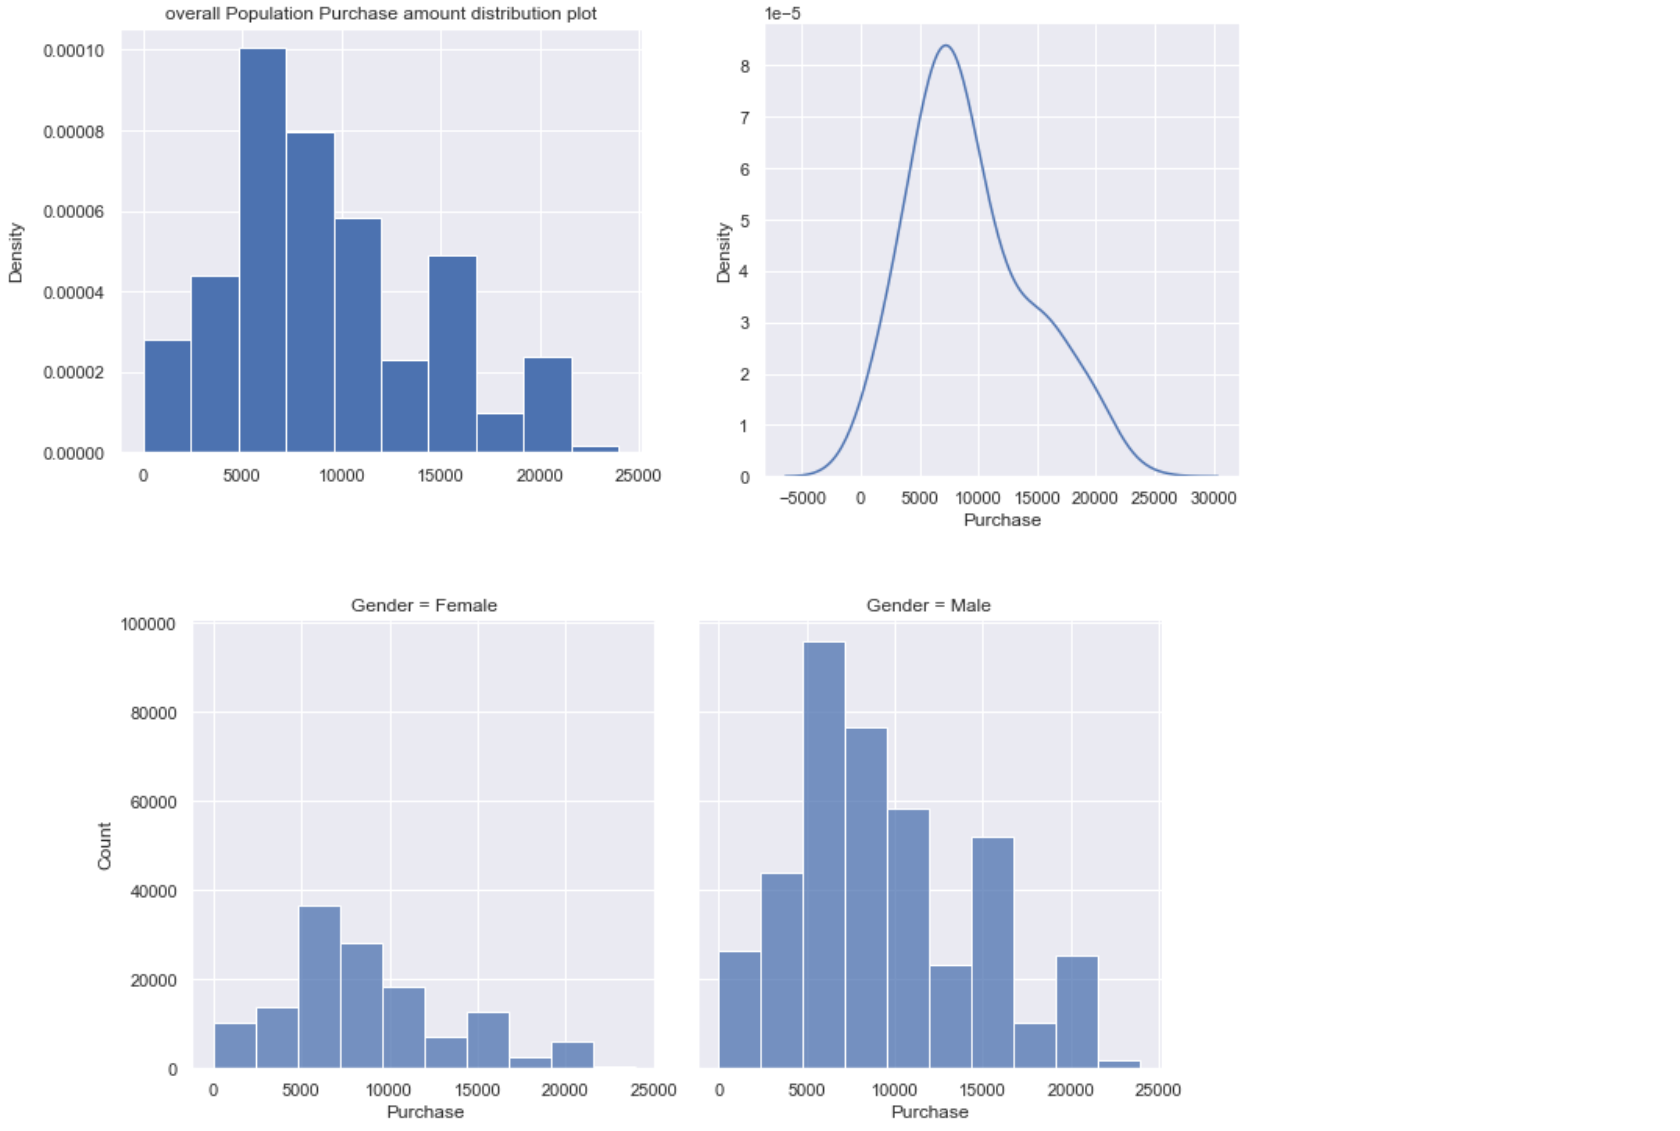 overall Population Purchase amount distribution plot
Density
0.00010
0.00008
0.00006
0.00004
0.00002
0.00000
0 5000 10000 15000 20000 25000
1e−5
Density
8
7
6
5
4
3
2
1
0
−5000 0 5000 10000 15000 20000 25000 30000
Purchase
Gender = Female
Count
100000
80000
60000
40000
20000
0
0 5000 10000 15000 20000 25000
Purchase
Gender = Male
0 5000 10000 15000 20000 25000
Purchase